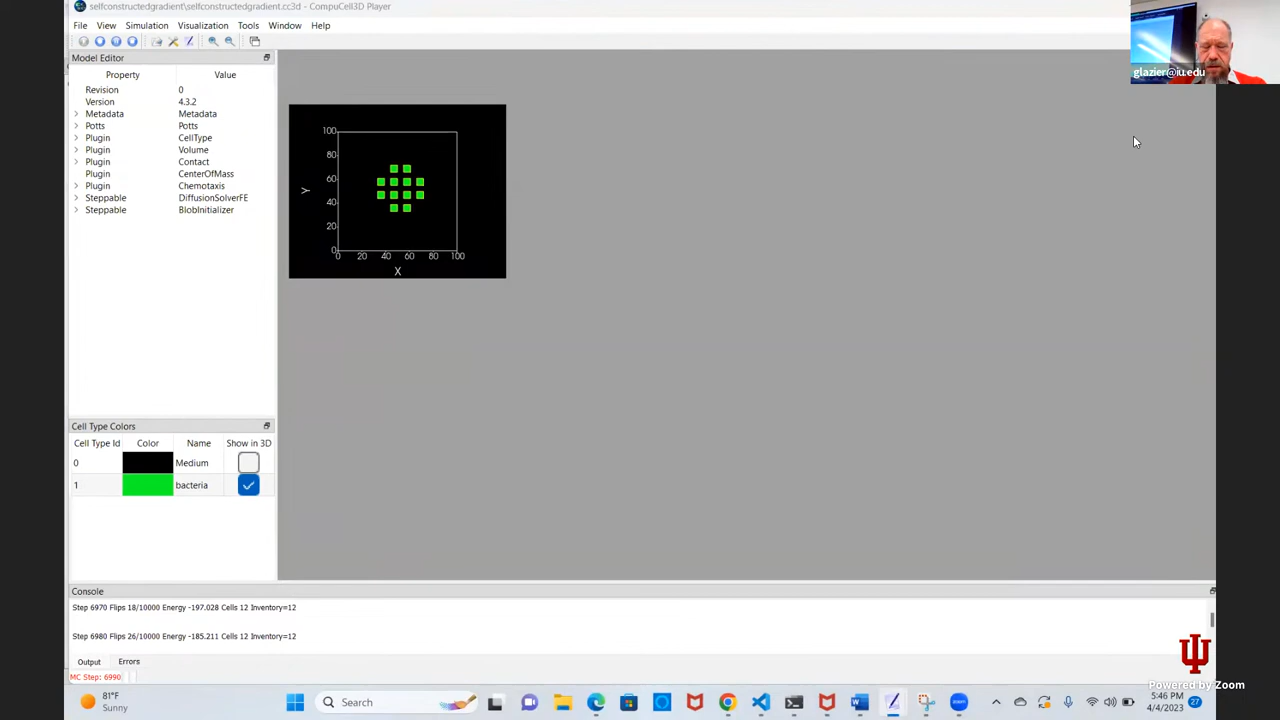 selfconstructedgradient\selfconstructedgradient.cc3d - CompuCell3D Player
File View Simulation Visualization Tools Window Help
Model Editor
Property Value
Revision 0
Version 4.3.2
Metadata Metadata
Potts Potts
Plugin CellType
Plugin Volume
Plugin Contact
Plugin CenterOfMass
Plugin Chemotaxis
Steppable DiffusionSolverFE
Steppable BlobInitializer
100
80
60
40
20
0
0 20 40 60 80 100
X
Y
glazier@iu.edu
Cell Type Colors
Cell Type Id Color Name Show in 3D
0 Medium
1 bacteria
Console
Step 6970 Flips 18/10000 Energy -197.028 Cells 12 Inventory=12
Step 6980 Flips 26/10000 Energy -185.211 Cells 12 Inventory=12
Output Errors
MC Step: 6990
Powered by Zoom
81°F
Sunny
Search
zoom
5:46 PM
4/4/2023
27